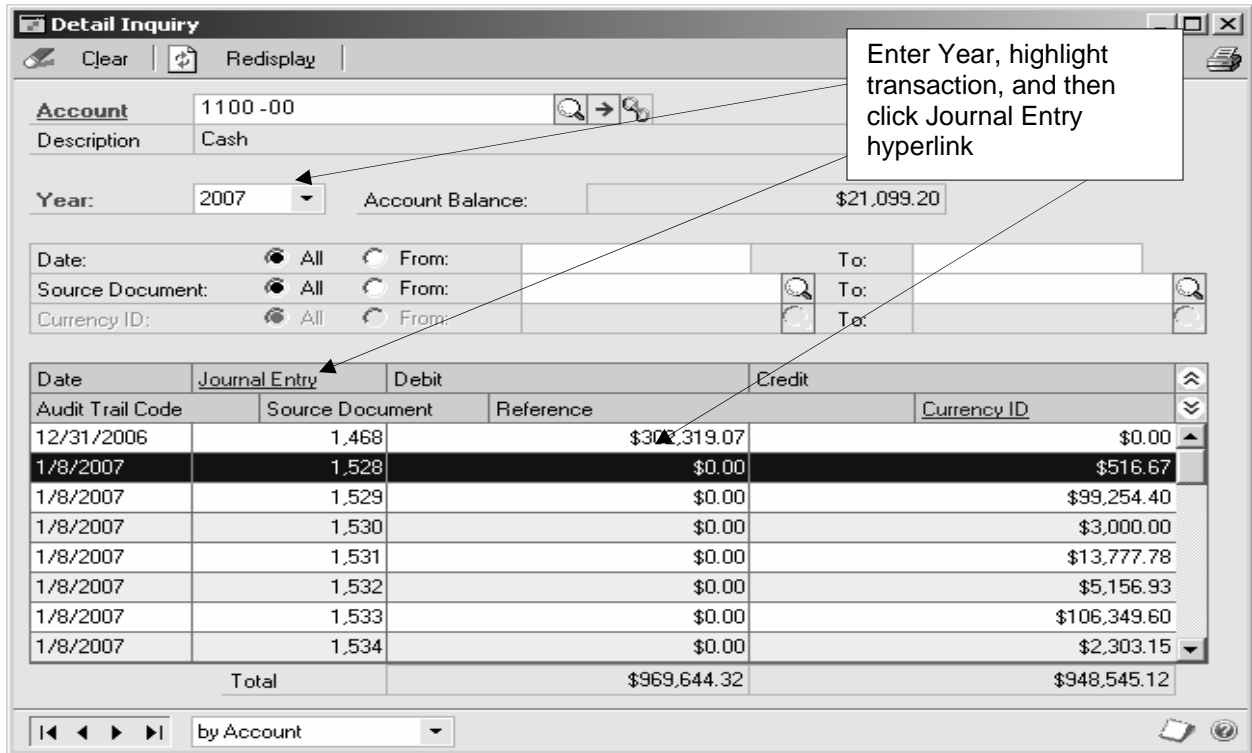 Detail Inquiry
Clear Redisplay
Enter Year, highlight
transaction, and then
click Journal Entry
hyperlink
Account 1100 -00
Description Cash
Year: 2007 Account Balance: $21,099.20
Date: All From: To:
Source Document: All From: To:
Currency ID: All From: To:
Date Journal Entry Debit Credit
Audit Trail Code Source Document Reference Currency ID
12/31/2006 1,468 $302,319.07 $0.00
1/8/2007 1,528 $0.00 $516.67
1/8/2007 1,529 $0.00 $99,254.40
1/8/2007 1,530 $0.00 $3,000.00
1/8/2007 1,531 $0.00 $13,777.78
1/8/2007 1,532 $0.00 $5,156.93
1/8/2007 1,533 $0.00 $106,349.60
1/8/2007 1,534 $0.00 $2,303.15
Total $969,644.32 $948,545.12
by Account